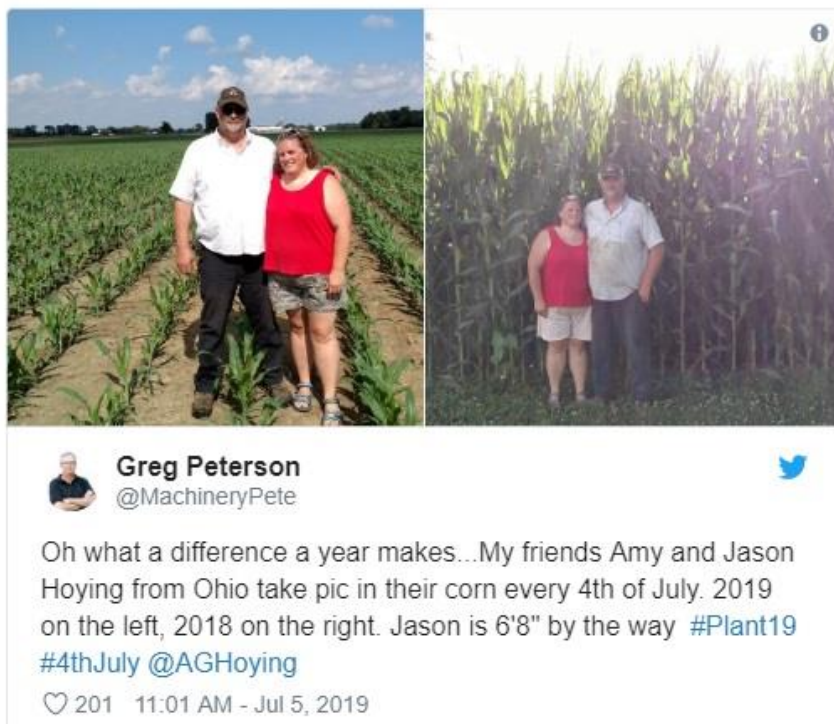 Greg Peterson
@MachineryPete
Oh what a difference a year makes...My friends Amy and Jason
Hoying from Ohio take pic in their corn every 4th of July. 2019
on the left, 2018 on the right. Jason is 6'8" by the way #Plant19
#4thJuly @AGHoying
201 11:01 AM - Jul 5, 2019